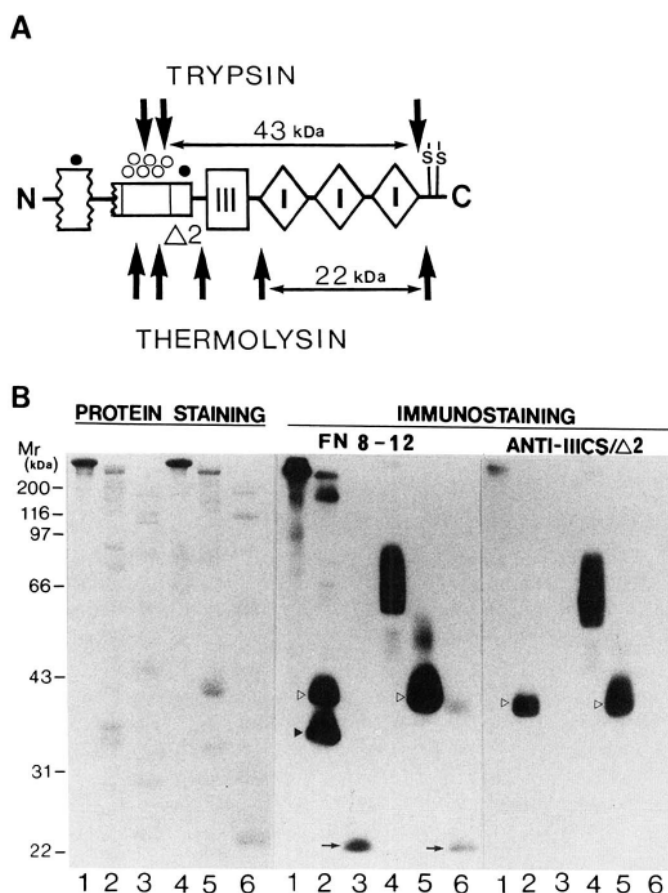 A
TRYPSIN
43 kDa
S S
N III I I I C
△2
22 kDa
THERMOLYSIN
B PROTEIN STAINING IMMUNOSTAINING
Mr FN 8-12 ANTI-IIICS/△2
(kDa)
200-
116-
97-
66-
43-
31-
22-
1 2 3 4 5 6 1 2 3 4 5 6 1 2 3 4 5 6